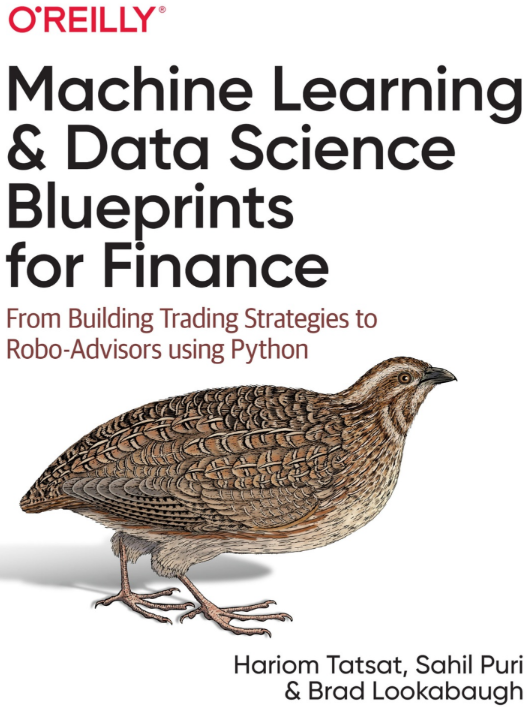 O'REILLY®
Machine Learning
& Data Science
Blueprints
for Finance
From Building Trading Strategies to
Robo-Advisors using Python
Hariom Tatsat, Sahil Puri
& Brad Lookabaugh